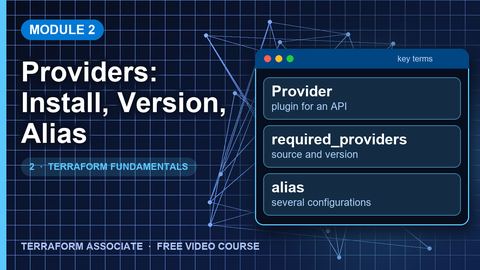 MODULE 2
Providers:
Install, Version,
Alias
2 · TERRAFORM FUNDAMENTALS
TERRAFORM ASSOCIATE · FREE VIDEO COURSE
key terms
Provider
plugin for an API
required_providers
source and version
alias
several configurations